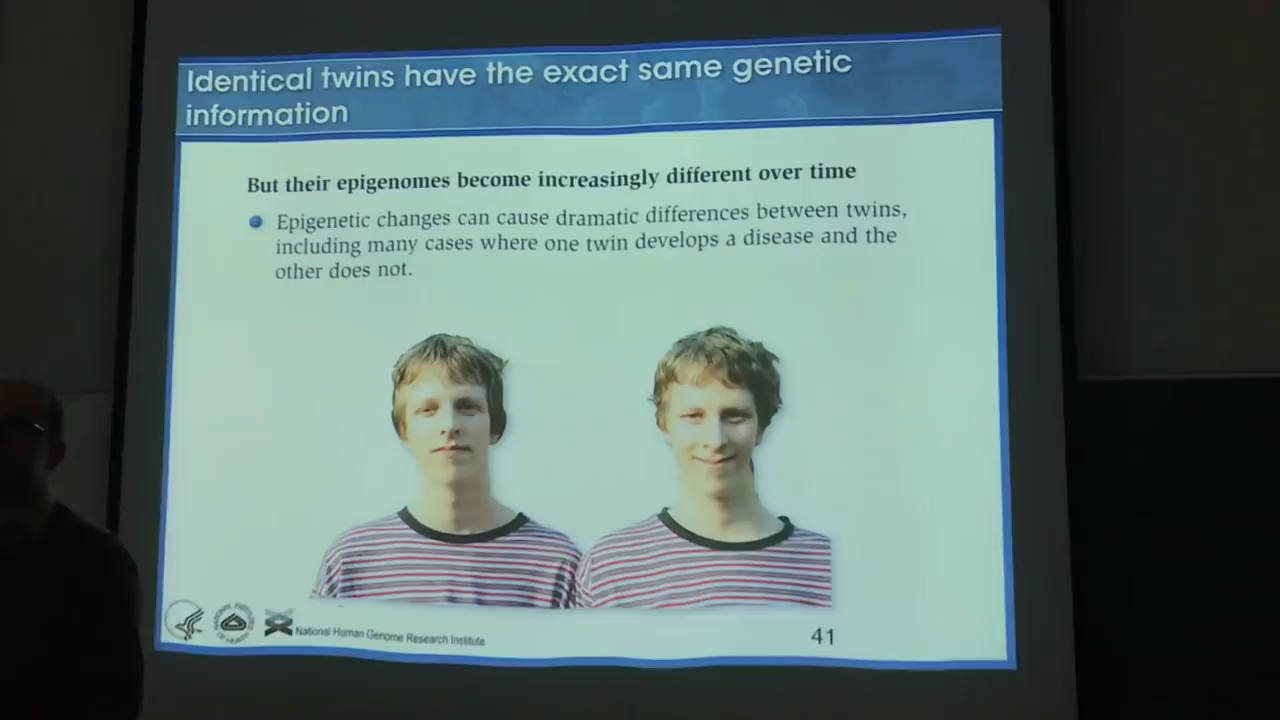 Identical twins have the exact same genetic
information
But their epigenomes become increasingly different over time
Epigenetic changes can cause dramatic differences between twins,
including many cases where one twin develops a disease and the
other does not.
National Human Genome Research Institute
41